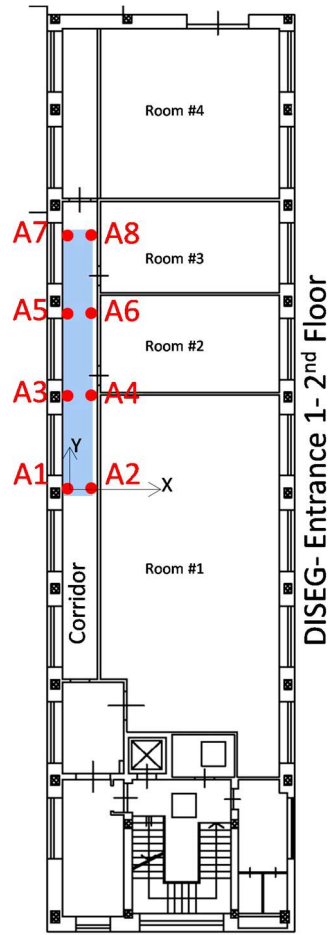 Room #4
A7 A8
Room #3
A5 A6
Room #2
A3 A4
Y
A1 A2
X
Room #1
Corridor
DISEG- Entrance 1- 2nd Floor